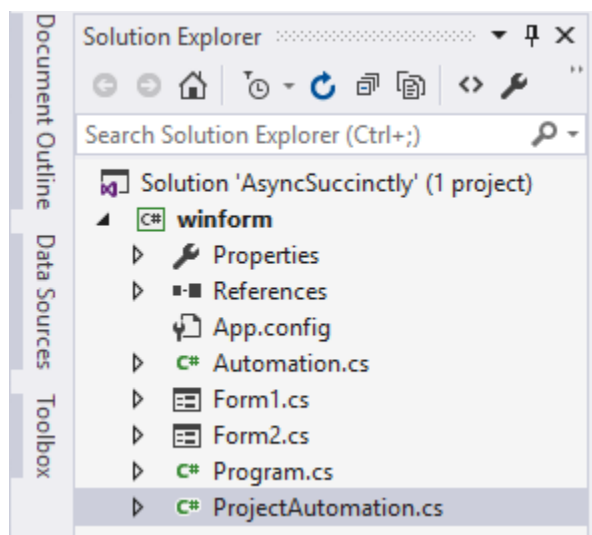 Document Outline
Data Sources
Toolbox
Solution Explorer
Search Solution Explorer (Ctrl+;)
Solution 'AsyncSuccinctly' (1 project)
C# winform
Properties
References
App.config
C# Automation.cs
Form1.cs
Form2.cs
C# Program.cs
C# ProjectAutomation.cs